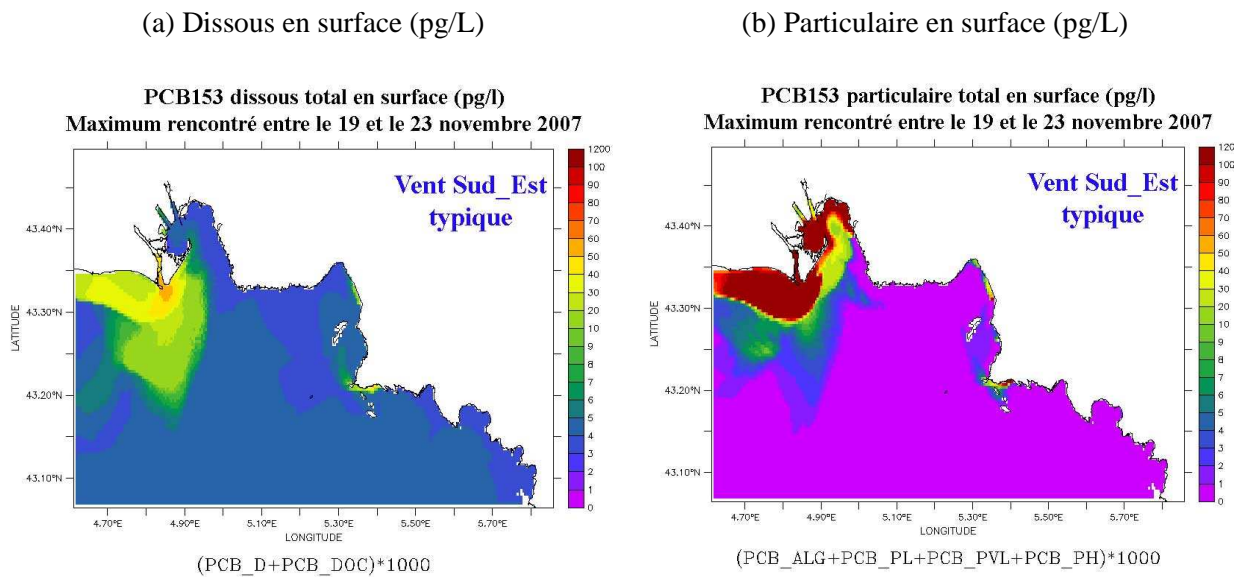 (a) Dissous en surface (pg/L)
(b) Particulaire en surface (pg/L)
PCB153 dissous total en surface (pg/l)
Maximum rencontré entre le 19 et le 23 novembre 2007
Vent Sud_Est
typique
43.40°N
43.30°N
43.20°N
43.10°N
LATITUDE
4.70°E 4.90°E 5.10°E 5.30°E 5.50°E 5.70°E
LONGITUDE
(PCB_D+PCB_DOC)*1000
1200
100
90
80
70
60
50
40
30
20
10
9
8
7
6
5
4
3
2
1
0
PCB153 particulaire total en surface (pg/l)
Maximum rencontré entre le 19 et le 23 novembre 2007
Vent Sud_Est
typique
43.40°N
43.30°N
43.20°N
43.10°N
LATITUDE
4.70°E 4.90°E 5.10°E 5.30°E 5.50°E 5.70°E
LONGITUDE
(PCB_ALG+PCB_PL+PCB_PVL+PCB_PH)*1000
120
102
90
80
70
60
50
40
30
20
10
9
8
7
6
5
4
3
2
1
0